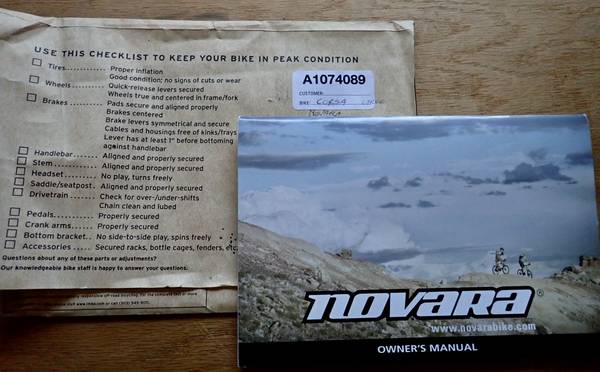 USE THIS CHECKLIST TO KEEP YOUR BIKE IN PEAK CONDITION
Tires........... Proper inflation
Good condition; no signs of cuts or wear
Wheels......... Quick-release levers secured
Wheels true and centered in frame/fork
Brakes......... Pads secure and aligned properly
Brakes centered
Brake levers symmetrical and secure
Cables and housings free of kinks/frays
Lever has at least 1" before bottoming
against handlebar
Handlebar...... Aligned and properly secured
Stem........... Aligned and properly secured
Headset........ No play, turns freely
Saddle/seatpost. Aligned and properly secured
Drivetrain...... Check for over-/under-shifts
Chain clean and lubed
Pedals.......... Properly secured
Crank arms..... Properly secured
Bottom bracket.. No side-to-side play, spins freely
Accessories..... Secured racks, bottle cages, fenders, etc.
Questions about any of these parts or adjustments?
Our knowledgeable bike staff is happy to answer your questions.
A1074089
CUSTOMER:
BIKE: CORSA
NOVARA
NOVARA®
www.novarabike.com
OWNER'S MANUAL